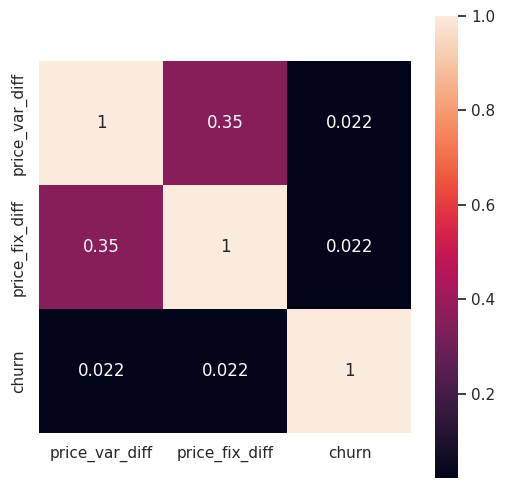 1.0
price_var_diff 1 0.35 0.022
0.8
0.6
price_fix_diff 0.35 1 0.022
0.4
churn 0.022 0.022 1
0.2
price_var_diff price_fix_diff churn